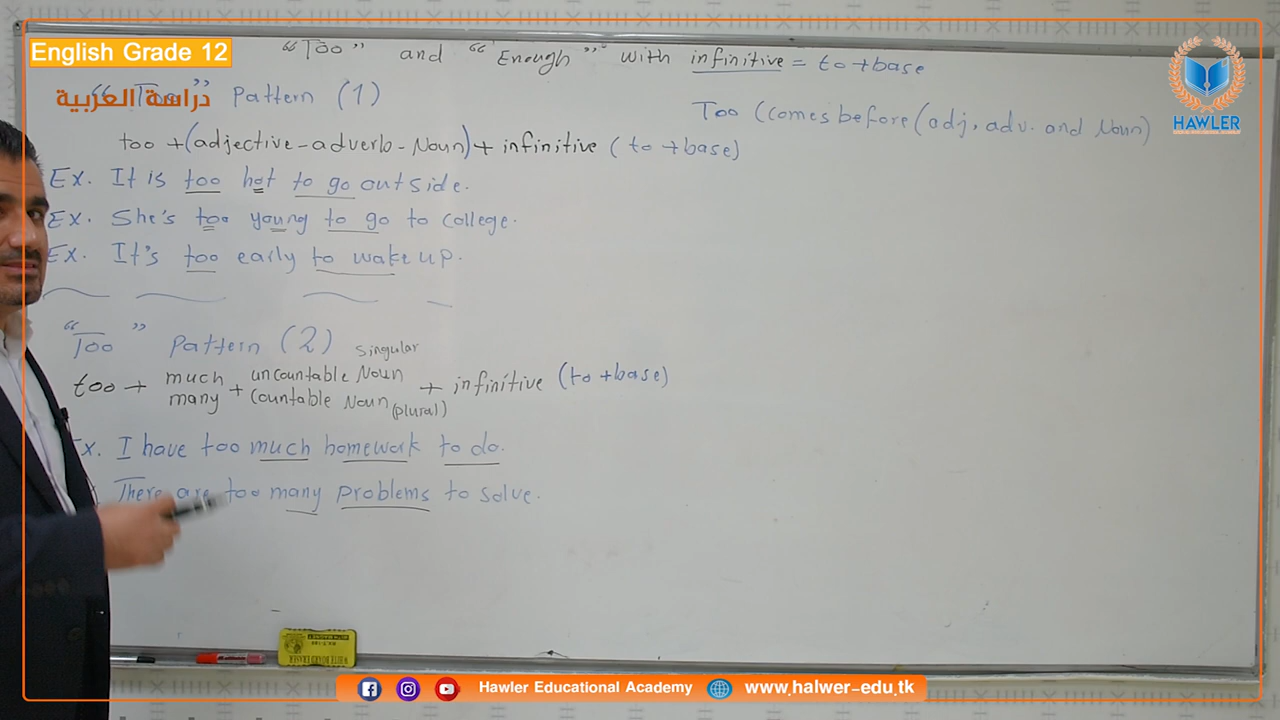 English Grade 12
"Too" and "Enough" with infinitive = to + base
دراسة العربية
"Too" Pattern (1)
Too (comes before (adj, adv. and Noun)
HAWLER
too + (adjective - adverb - Noun) + infinitive (to + base)
Ex. It is too hot to go outside.
Ex. She's too young to go to college.
Ex. It's too early to wake up.
"Too" Pattern (2) singular
too + much + uncountable Noun + infinitive (to + base)
many countable Noun (plural)
Ex. I have too much homework to do.
There are too many problems to solve.
Hawler Educational Academy www.halwer-edu.tk